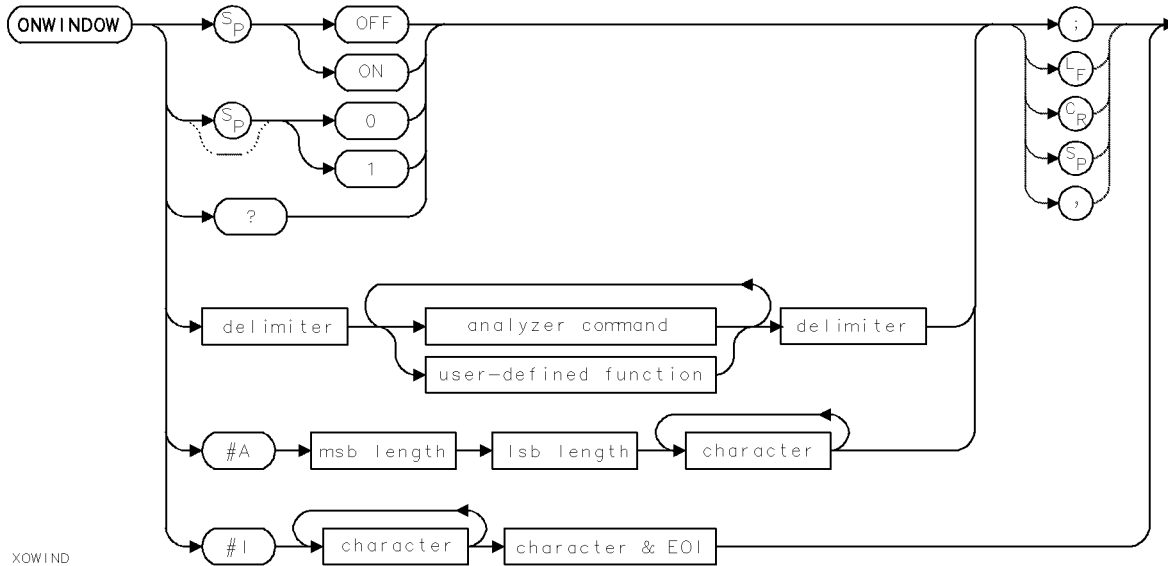 ONWINDOW
SP
OFF
ON
SP
0
1
?
;
LF
CR
SP
,
delimiter
analyzer command
user-defined function
delimiter
#A
msb length
lsb length
character
#I
character
character & EOI
XOWIND